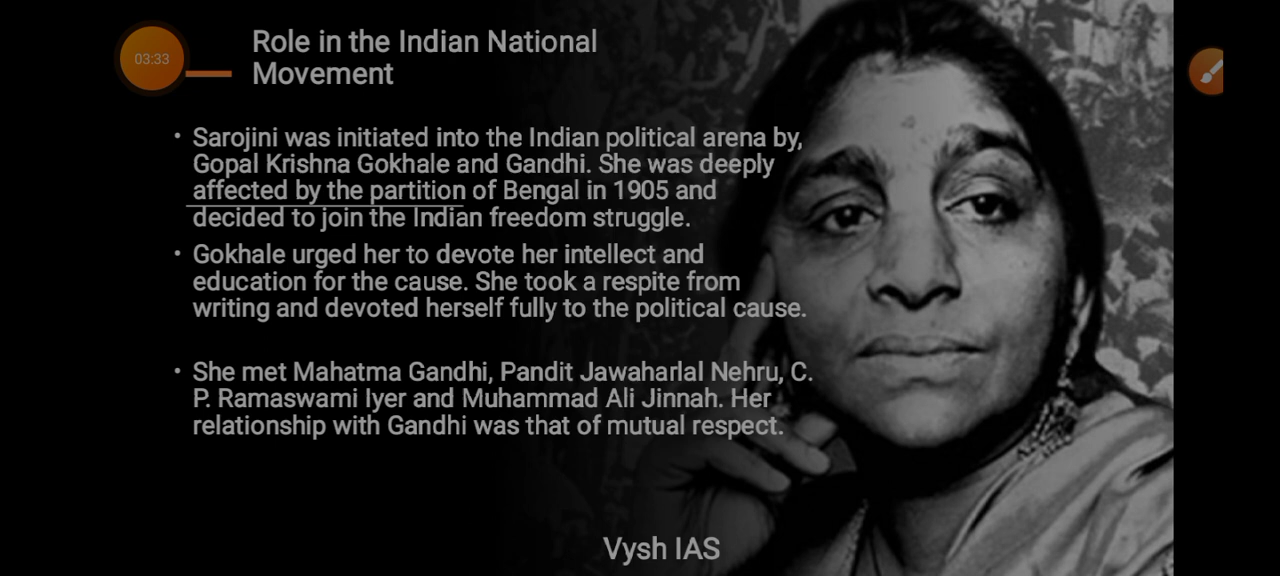 03:33
Role in the Indian National
Movement
• Sarojini was initiated into the Indian political arena by,
Gopal Krishna Gokhale and Gandhi. She was deeply
affected by the partition of Bengal in 1905 and
decided to join the Indian freedom struggle.
• Gokhale urged her to devote her intellect and
education for the cause. She took a respite from
writing and devoted herself fully to the political cause.
• She met Mahatma Gandhi, Pandit Jawaharlal Nehru, C.
P. Ramaswami Iyer and Muhammad Ali Jinnah. Her
relationship with Gandhi was that of mutual respect.
Vysh IAS